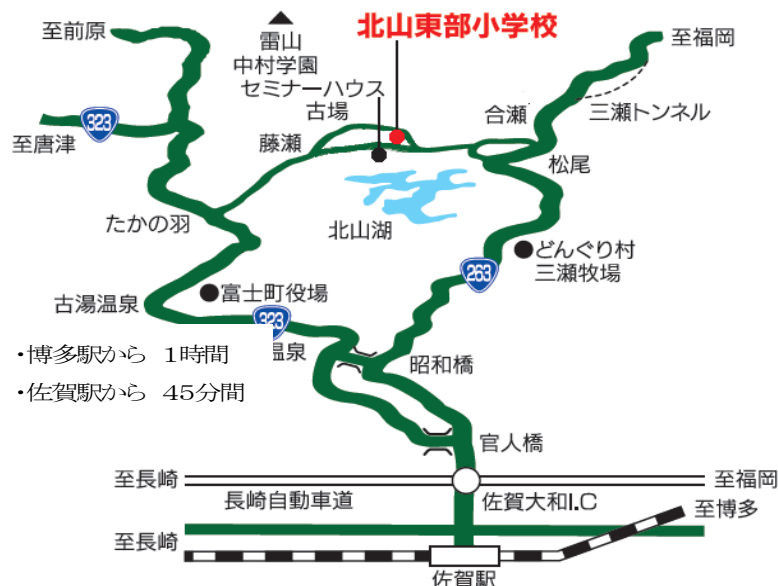 至前原
雷山
中村学園
セミナーハウス
古場
北山東部小学校
至福岡
323
至唐津
藤瀬
合瀬
三瀬トンネル
松尾
たかの羽
北山湖
どんぐり村
三瀬牧場
263
古湯温泉
富士町役場
323
・博多駅から 1時間
温泉
昭和橋
・佐賀駅から 45分間
官人橋
至長崎
至福岡
長崎自動車道
佐賀大和I.C
至博多
至長崎
佐賀駅